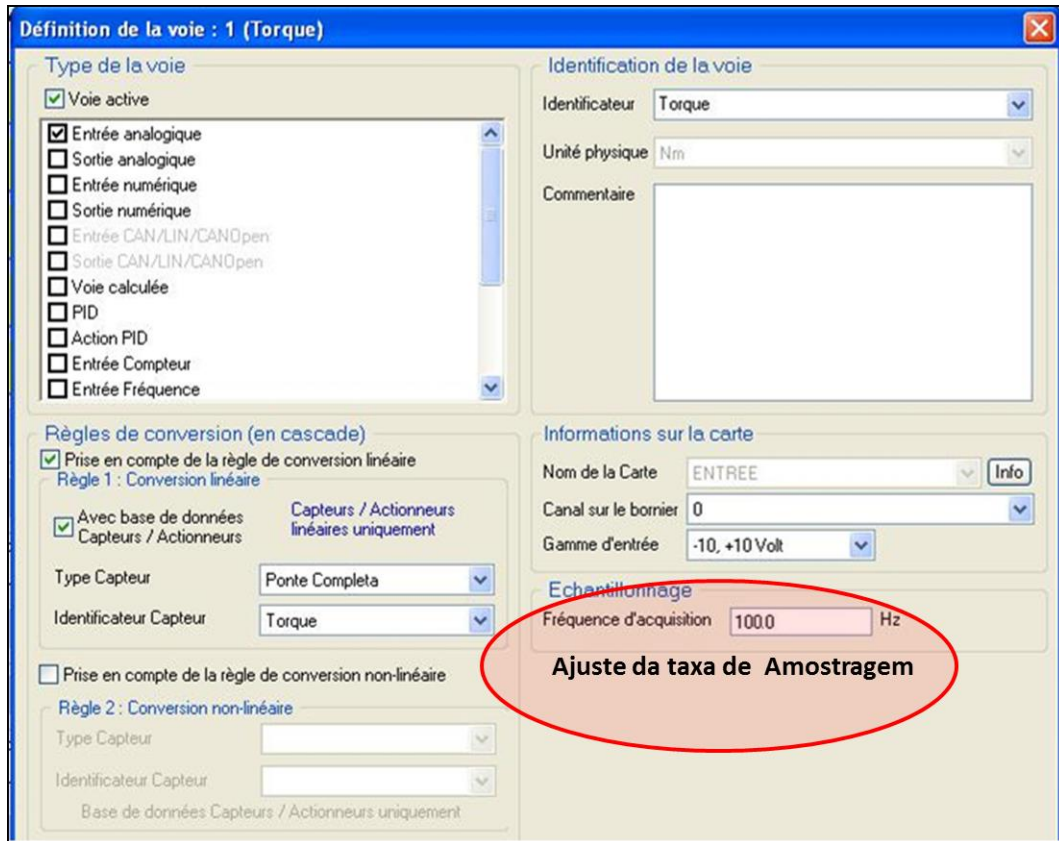 Définition de la voie : 1 (Torque)
Type de la voie
Voie active
Entrée analogique
Sortie analogique
Entrée numérique
Sortie numérique
Entrée CAN/LIN/CANOpen
Sortie CAN/LIN/CANOpen
Voie calculée
PID
Action PID
Entrée Compteur
Entrée Fréquence
Identification de la voie
Identificateur Torque
Unité physique Nm
Commentaire
Règles de conversion (en cascade)
Prise en compte de la règle de conversion linéaire
Règle 1 : Conversion linéaire
Avec base de données
Capteurs / Actionneurs
Capteurs / Actionneurs
linéaires uniquement
Type Capteur Ponte Completa
Identificateur Capteur Torque
Prise en compte de la règle de conversion non-linéaire
Règle 2 : Conversion non-linéaire
Type Capteur
Identificateur Capteur
Base de données Capteurs / Actionneurs uniquement
Informations sur la carte
Nom de la Carte ENTREE Info
Canal sur le bornier 0
Gamme d'entrée -10, +10 Volt
Echantillonnage
Fréquence d'acquisition 100.0 Hz
Ajuste da taxa de Amostragem